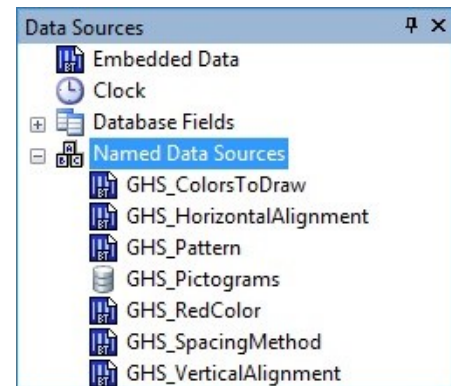 Data Sources
Embedded Data
Clock
Database Fields
Named Data Sources
GHS_ColorsToDraw
GHS_HorizontalAlignment
GHS_Pattern
GHS_Pictograms
GHS_RedColor
GHS_SpacingMethod
GHS_VerticalAlignment